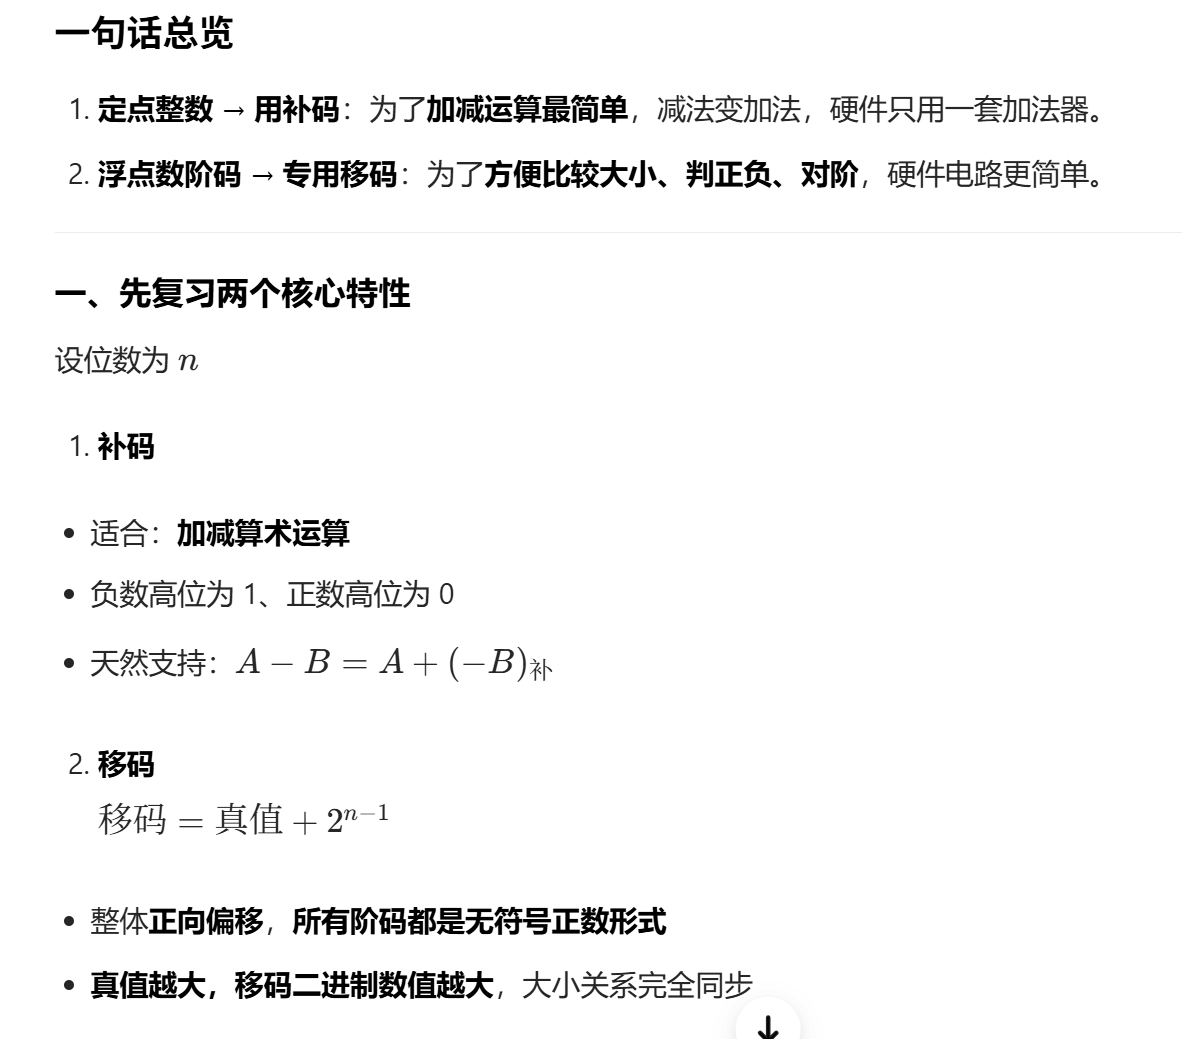 一句话总览
1. 定点整数 → 用补码：为了加减运算最简单，减法变加法，硬件只用一套加法器。
2. 浮点数阶码 → 专用移码：为了方便比较大小、判正负、对阶，硬件电路更简单。
一、先复习两个核心特性
设位数为 n
1. 补码
• 适合：加减算术运算
• 负数高位为 1、正数高位为 0
• 天然支持：A − B = A + (−B)补
2. 移码
移码 = 真值 + 2^{n−1}
• 整体正向偏移，所有阶码都是无符号正数形式
• 真值越大，移码二进制数值越大，大小关系完全同步